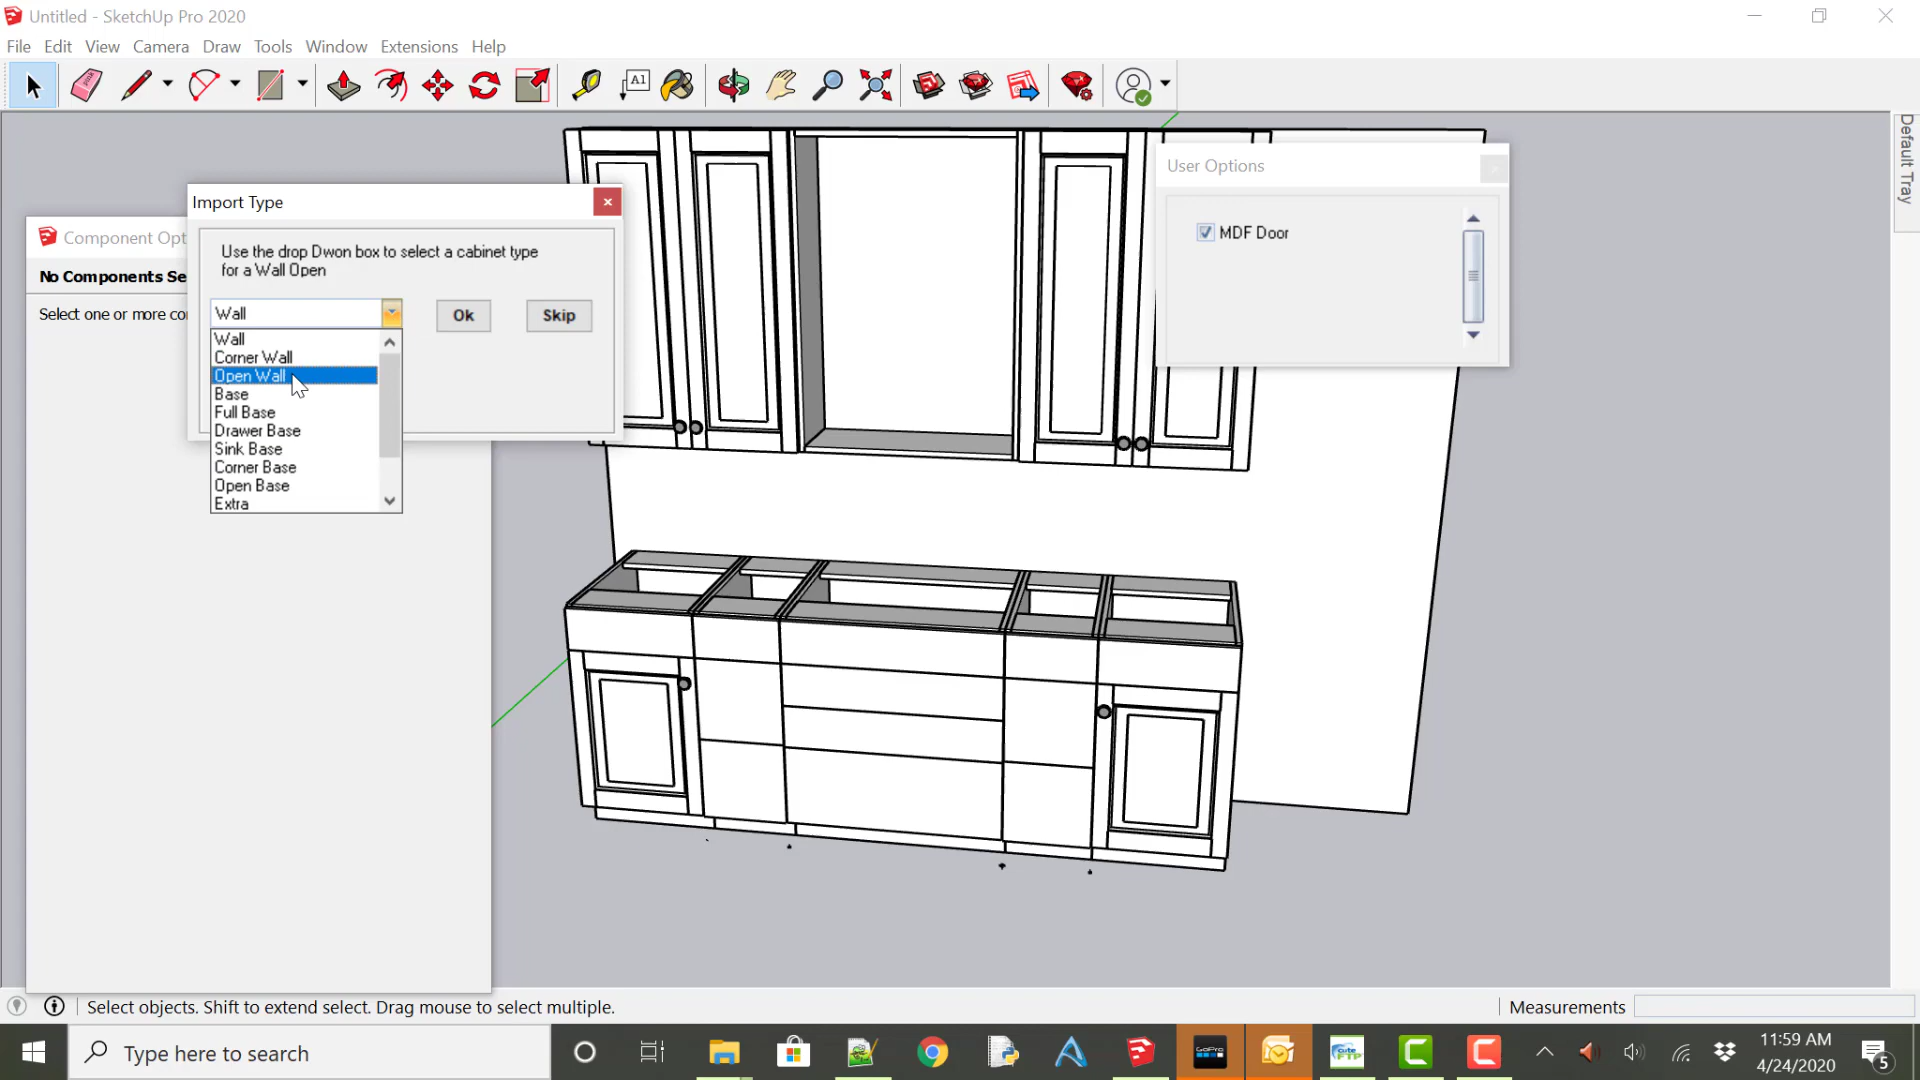 Untitled - SketchUp Pro 2020
File Edit View Camera Draw Tools Window Extensions Help
A1
Default Tray
User Options
MDF Door
Import Type
Use the drop Dwon box to select a cabinet type
for a Wall Open
Wall
Ok
Skip
Wall
Corner Wall
Open Wall
Base
Full Base
Drawer Base
Sink Base
Corner Base
Open Base
Extra
Component Opt
No Components Se
Select one or more co
Select objects. Shift to extend select. Drag mouse to select multiple.
Measurements
Type here to search
GoPro
FTP
11:59 AM
4/24/2020
5